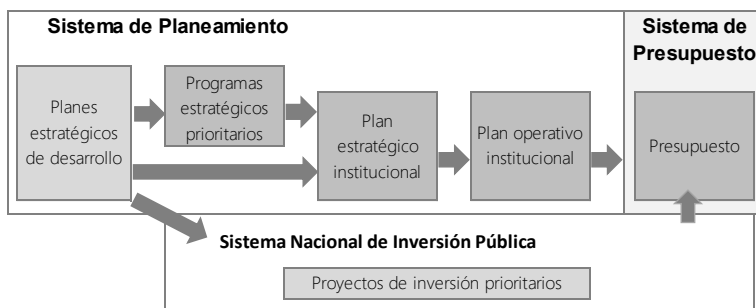 Sistema de Planeamiento
Sistema de
Presupuesto
Planes
estratégicos
de desarrollo
Programas
estratégicos
prioritarios
Plan
estratégico
institucional
Plan operativo
institucional
Presupuesto
Sistema Nacional de Inversión Pública
Proyectos de inversión prioritarios